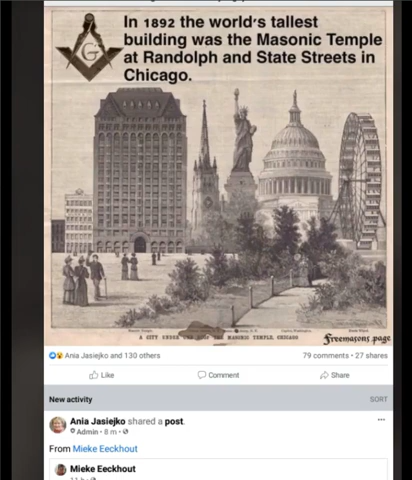 In 1892 the world's tallest
building was the Masonic Temple
at Randolph and State Streets in
Chicago.
G
A CITY UNDER THE MASONIC TEMPLE, CHICAGO
Freemasons.page
Ania Jasiejko and 130 others
79 comments • 27 shares
Like
Comment
Share
New activity
SORT
Ania Jasiejko shared a post.
Admin • 8 m •
From Mieke Eeckhout
Mieke Eeckhout